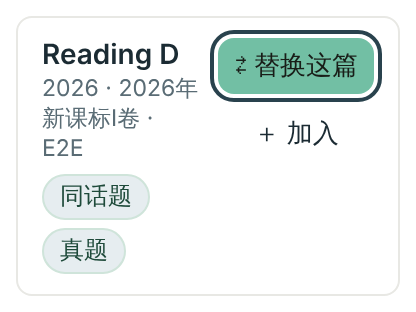 Reading D
2026 · 2026年
新课标I卷 ·
E2E
同话题
真题
⇄ 替换这篇
+ 加入